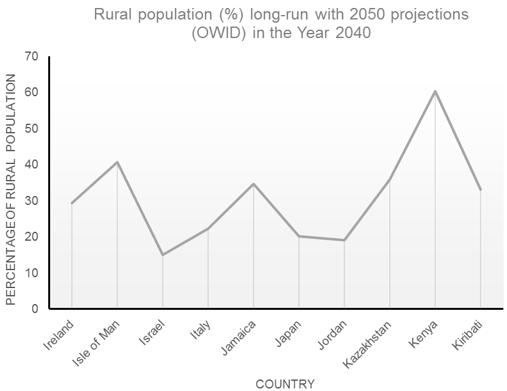 Rural population (%) long-run with 2050 projections
(OWID) in the Year 2040
PERCENTAGE OF RURAL POPULATION
70
60
50
40
30
20
10
0
Ireland
Isle of Man
Israel
Italy
Jamaica
Japan
Jordan
Kazakhstan
Kenya
Kiribati
COUNTRY